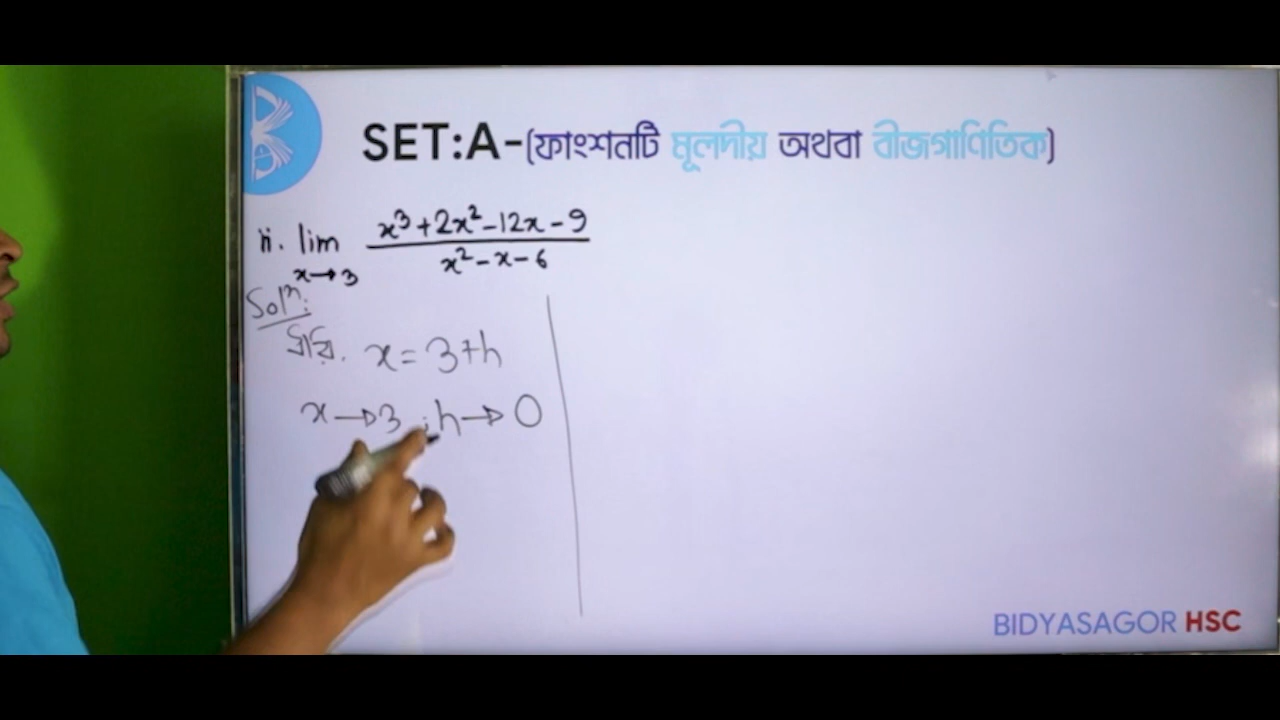 SET:A-(ফাংশনটি মূলদীয় অথবা বীজগাণিতিক)
ii. lim x→3 x³+2x²-12x-9 / x²-x-6
Solⁿ:
ধরি. x = 3+h
x→3 ; h→0
BIDYASAGOR HSC